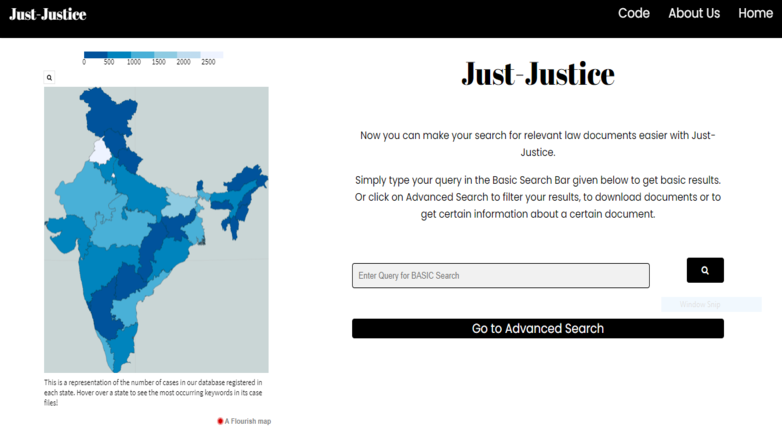 Just-Justice
Code About Us Home
0 500 1000 1500 2000 2500
This is a representation of the number of cases in our database registered in
each state. Hover over a state to see the most occurring keywords in its case
files!
A Flourish map
Just-Justice
Now you can make your search for relevant law documents easier with Just-
Justice.
Simply type your query in the Basic Search Bar given below to get basic results.
Or click on Advanced Search to filter your results, to download documents or to
get certain information about a certain document.
Enter Query for BASIC Search
Window Snip
Go to Advanced Search